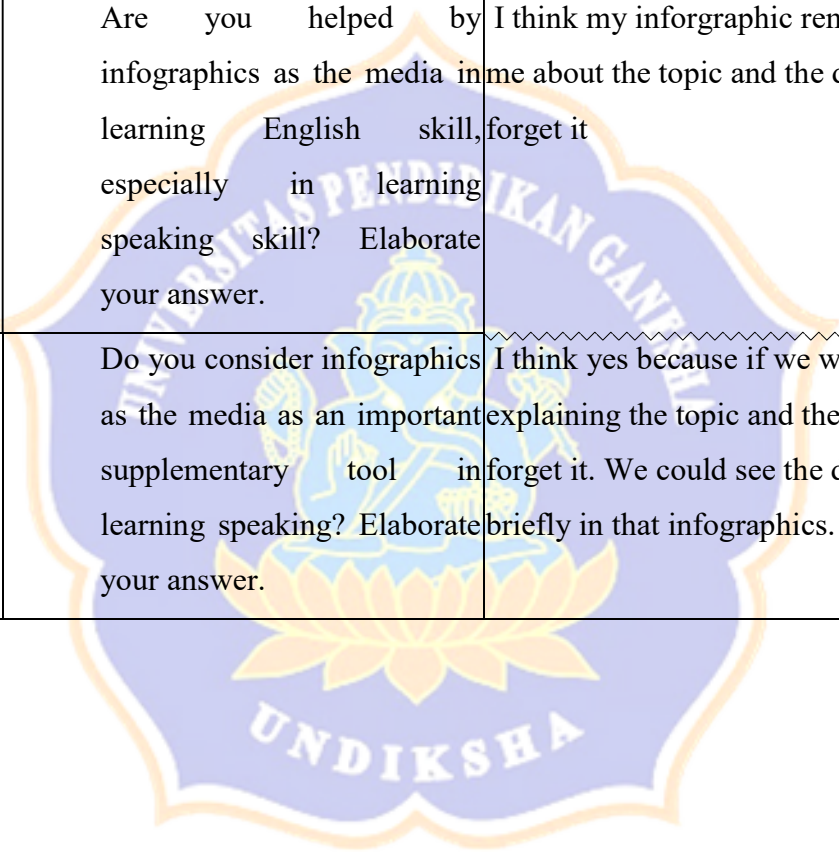 Are you helped by
infographics as the media in
learning English skill,
especially in learning
speaking skill? Elaborate
your answer.
I think my inforgraphic
me about the topic and the
forget it
Do you consider infographics
as the media as an important
supplementary tool in
learning speaking? Elaborate
your answer.
I think yes because if we
explaining the topic and the
forget it. We could see the
briefly in that infographics.
UNIVERSITAS PENDIDIKAN GANESHA
UNDIKSHA